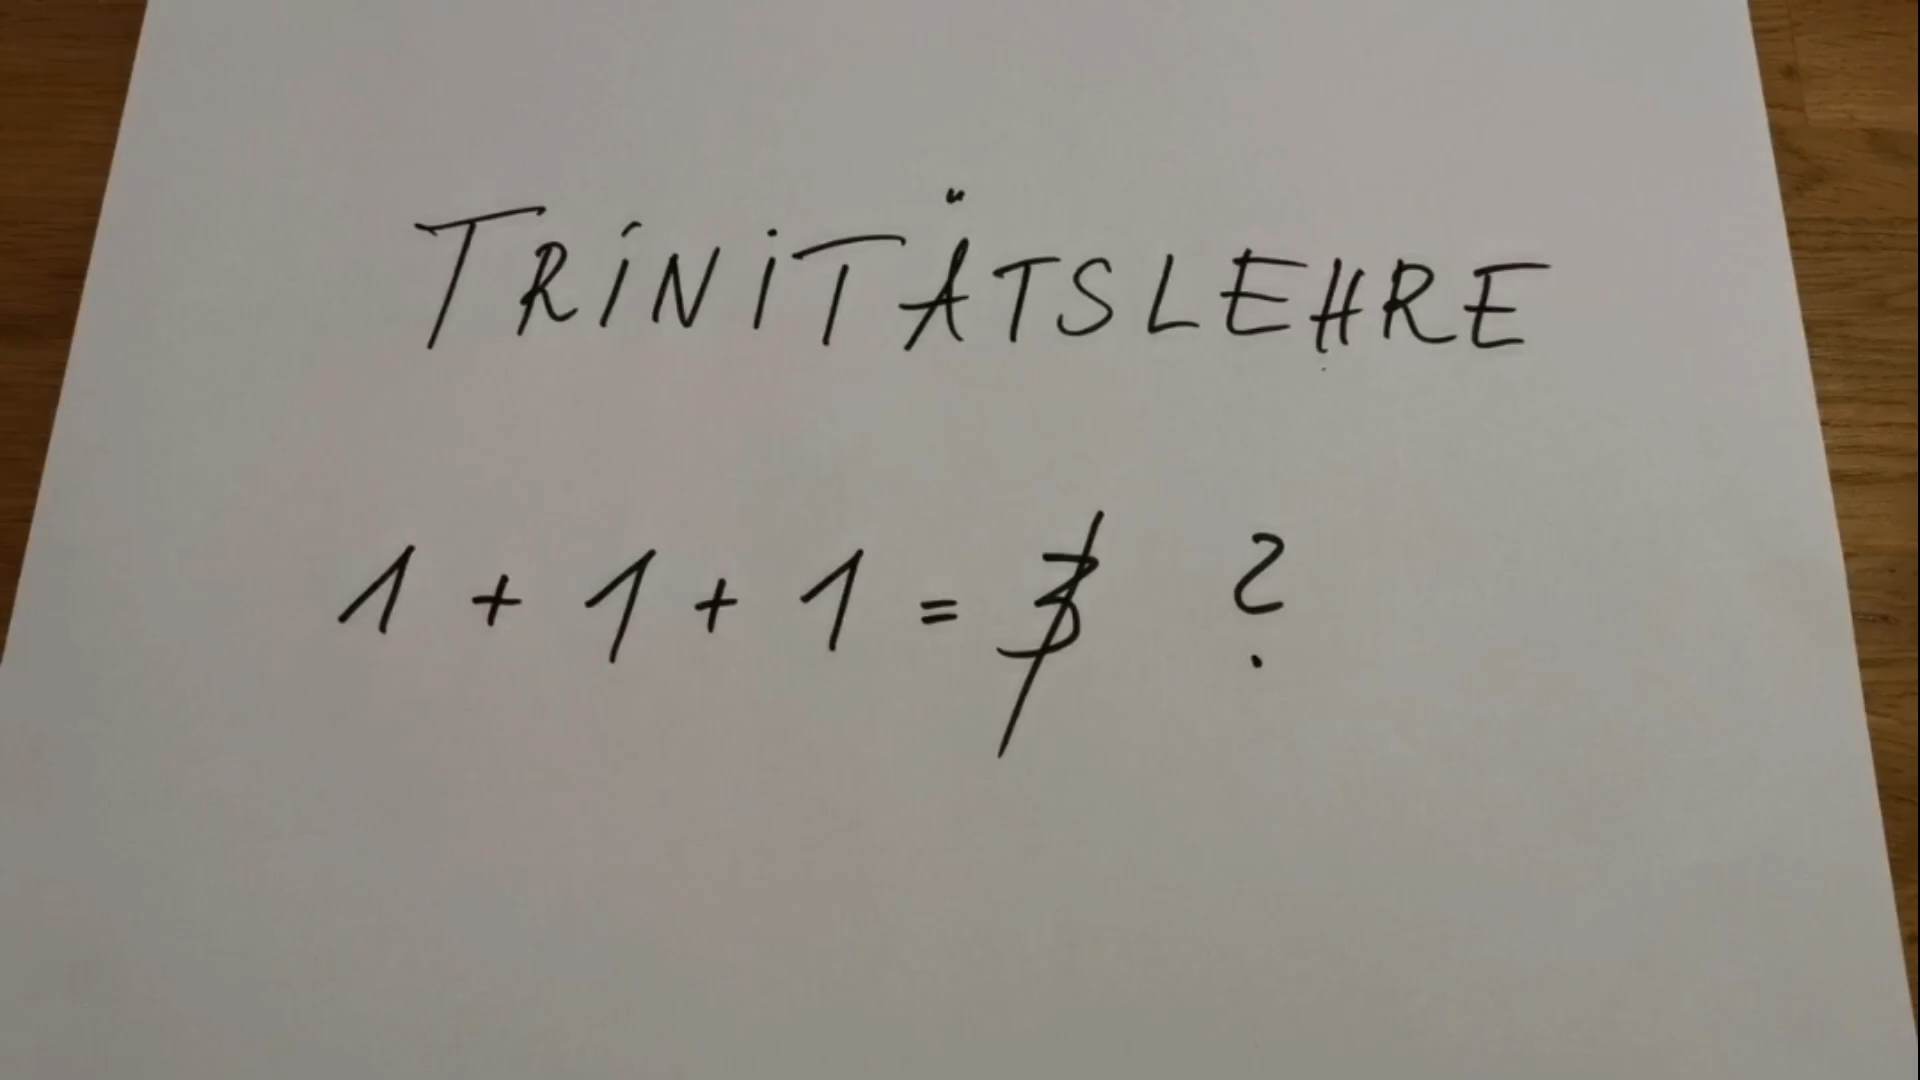 TRINITÄTSLEHRE
1 + 1 + 1 = 3 ?